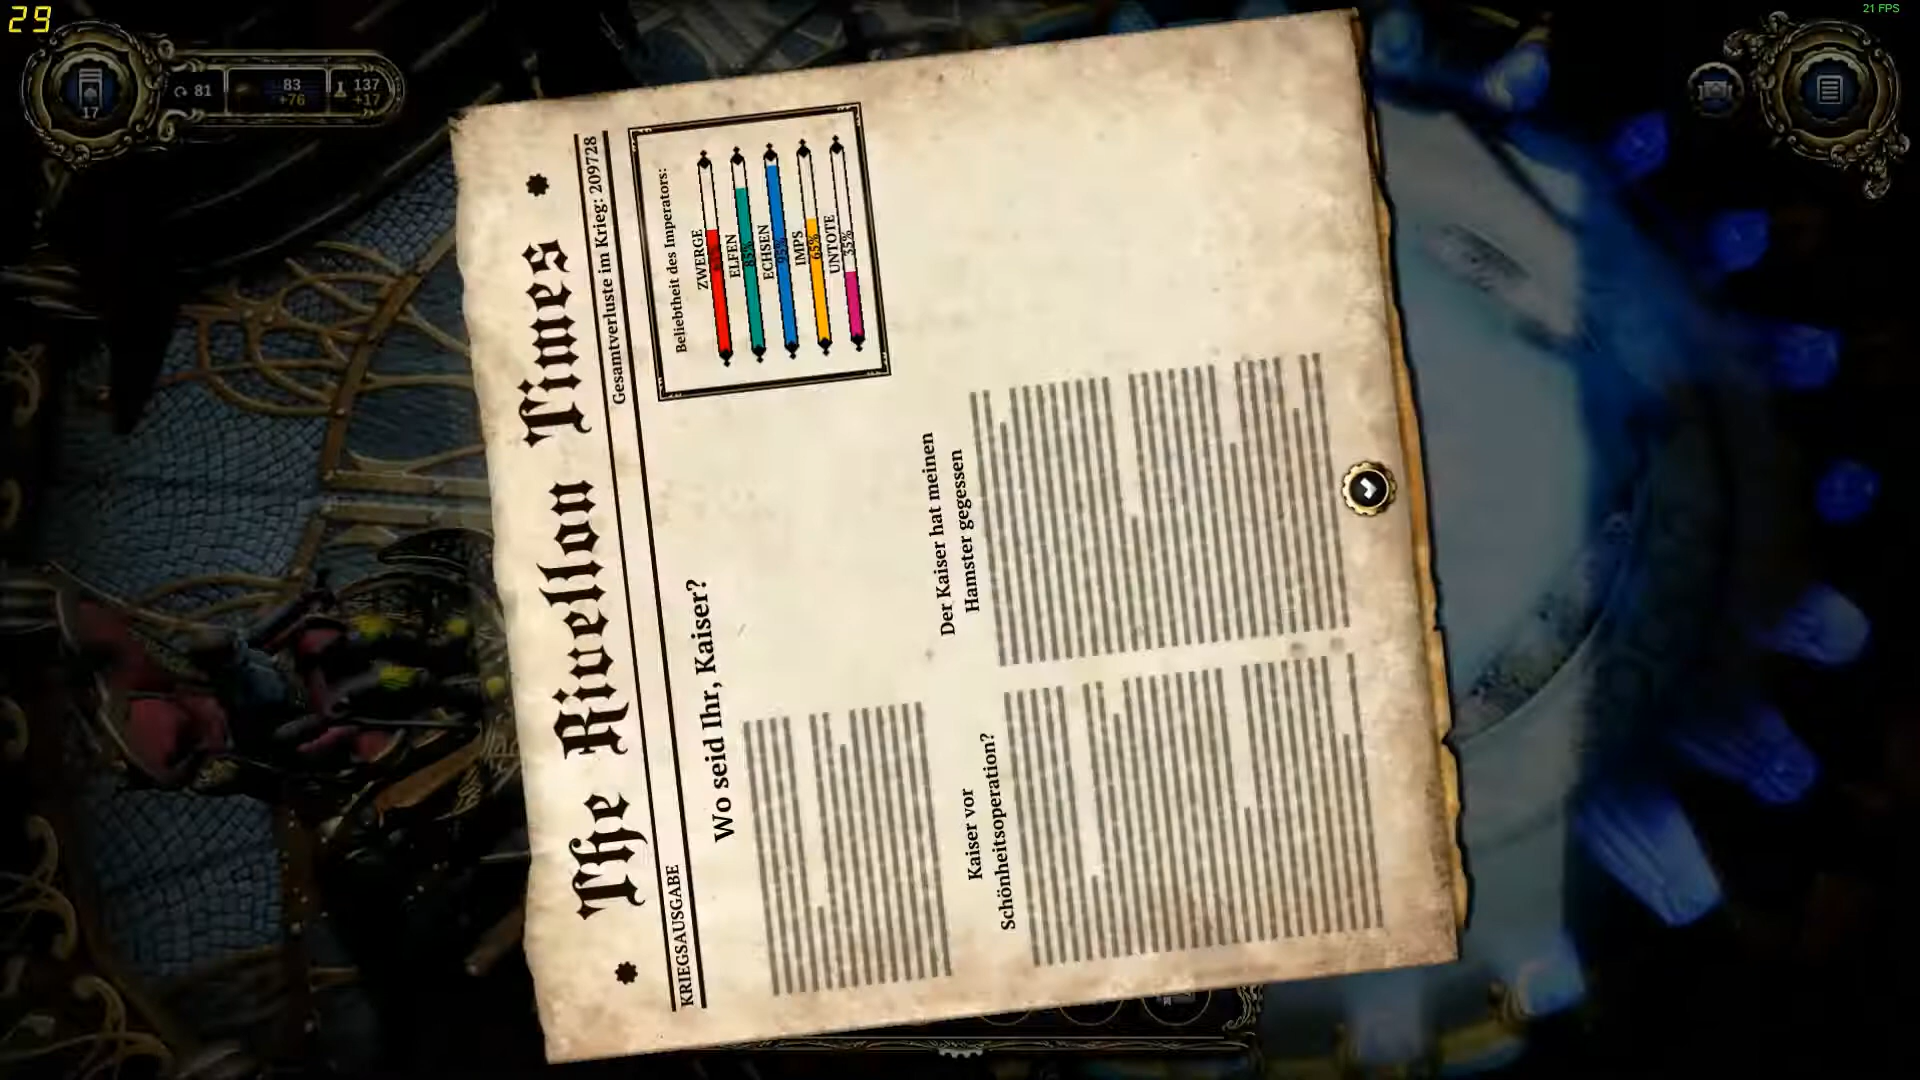 29
21 FPS
17
81
83
+76
137
+17
The Rivellon Times
KRIEGSAUSGABE
Gesamtverluste im Krieg: 209728
Wo seid Ihr, Kaiser?
Beliebtheit des Imperators:
ZWERGE
ELFEN
85%
ECHSEN
95%
IMPS
65%
UNTOTE
35%
Kaiser vor
Schönheitsoperation?
Der Kaiser hat meinen
Hamster gegessen